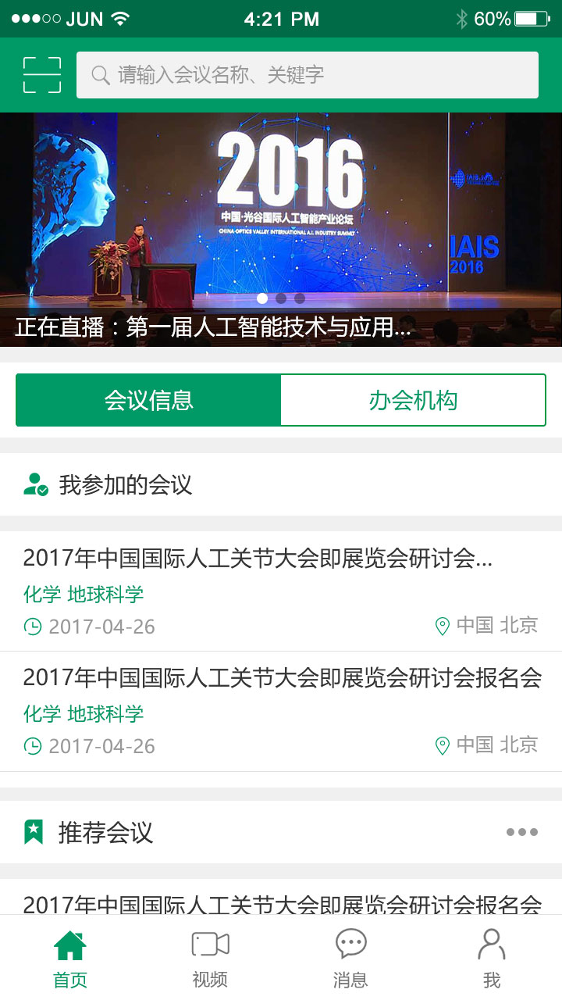 JUN 4:21 PM 60%
请输入会议名称、关键字
2016
中国·光谷国际人工智能产业论坛
CHINA-OPTICS VALLEY INTERNATIONAL A.I. INDUSTRY SUMMIT
IAIS 2016
IAIS
2016
正在直播：第一届人工智能技术与应用...
会议信息 办会机构
我参加的会议
2017年中国国际人工关节大会即展览会研讨会...
化学 地球科学
2017-04-26 中国 北京
2017年中国国际人工关节大会即展览会研讨会报名会
化学 地球科学
2017-04-26 中国 北京
推荐会议
2017年中国国际人工关节大会即展览会研讨会报名会
首页 视频 消息 我